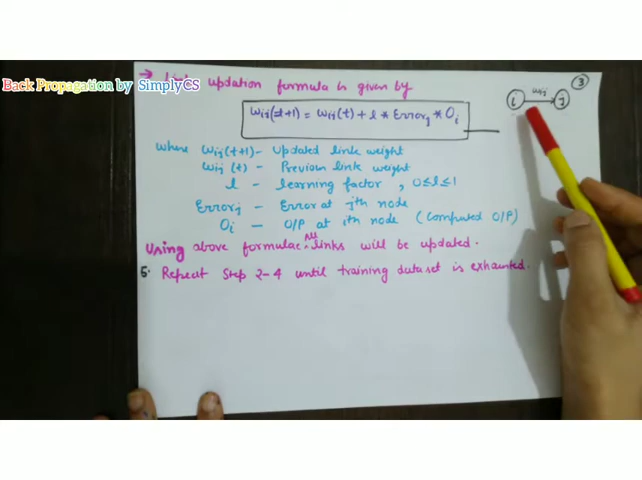 Back Propagation by SimplyCS
→ Link updation formula is given by
Wij(t+1) = Wij(t) + l * Errorj * Oi
3
i wij j
where Wij(t+1) - Updated link weight
Wij(t) - Previous link weight
l - learning factor, 0≤l≤1
Errorj - Error at jth node
Oi - O/P at ith node (Computed O/P)
Using above formulae all links will be updated.
5. Repeat Step 2-4 until training dataset is exhausted.